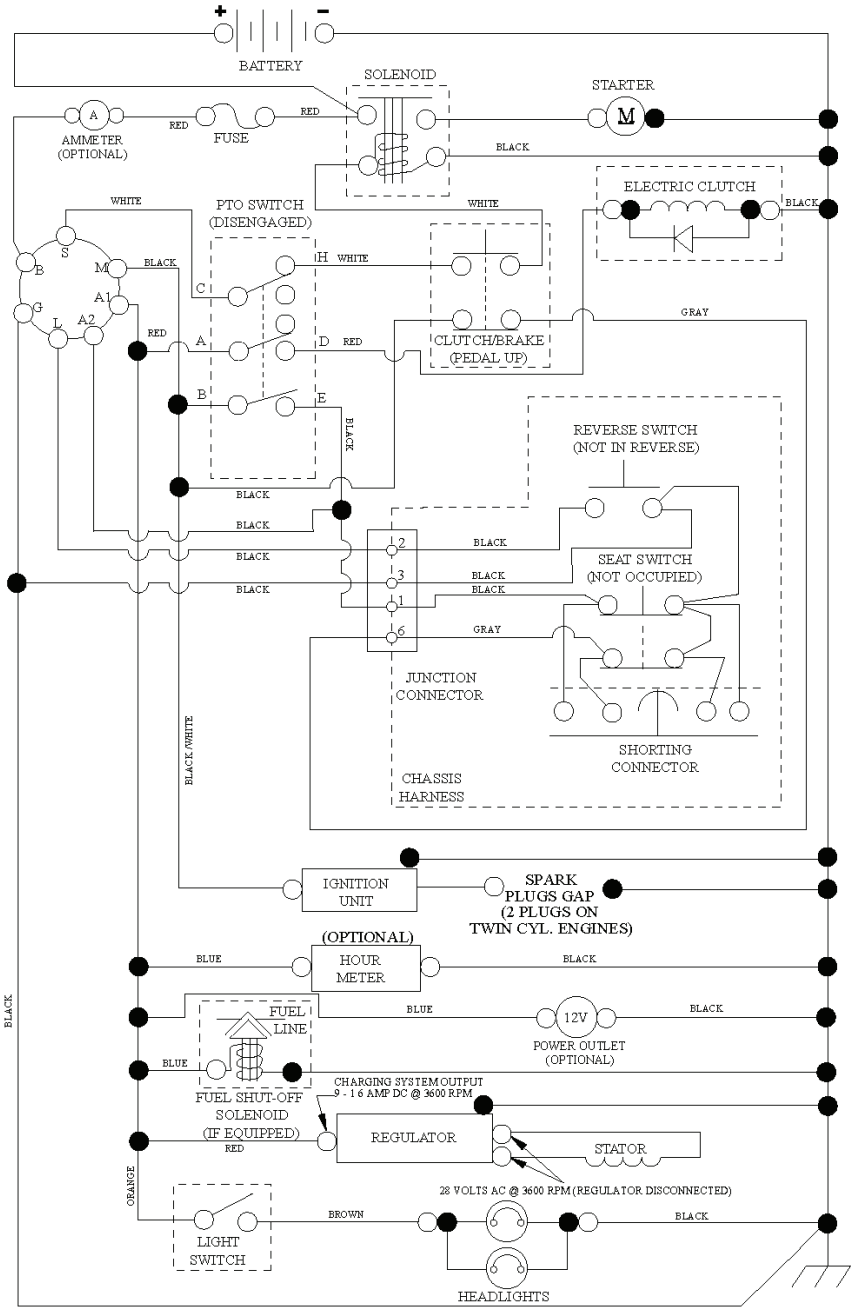 + −
BATTERY
SOLENOID
STARTER
A
RED
FUSE
RED
M
AMMETER
(OPTIONAL)
BLACK
ELECTRIC CLUTCH
BLACK
WHITE
PTO SWITCH
(DISENGAGED)
WHITE
S
B
M
BLACK
H
WHITE
C
G
A1
L
A2
RED
A
D
RED
CLUTCH/BRAKE
(PEDAL UP)
GRAY
B
E
BLACK
REVERSE SWITCH
(NOT IN REVERSE)
BLACK
BLACK
BLACK
2
BLACK
SEAT SWITCH
(NOT OCCUPIED)
BLACK
3
BLACK
BLACK
1
6
GRAY
JUNCTION
CONNECTOR
SHORTING
CONNECTOR
BLACK/WHITE
CHASSIS
HARNESS
IGNITION
UNIT
SPARK
PLUGS GAP
(2 PLUGS ON
TWIN CYL. ENGINES)
(OPTIONAL)
BLUE
HOUR
METER
BLACK
BLACK
FUEL
LINE
BLUE
12V
BLACK
POWER OUTLET
(OPTIONAL)
BLUE
FUEL SHUT-OFF
SOLENOID
(IF EQUIPPED)
CHARGING SYSTEM OUTPUT
9 - 16 AMP DC @ 3600 RPM
RED
REGULATOR
STATOR
ORANGE
28 VOLTS AC @ 3600 RPM (REGULATOR DISCONNECTED)
BROWN
BLACK
LIGHT
SWITCH
HEADLIGHTS